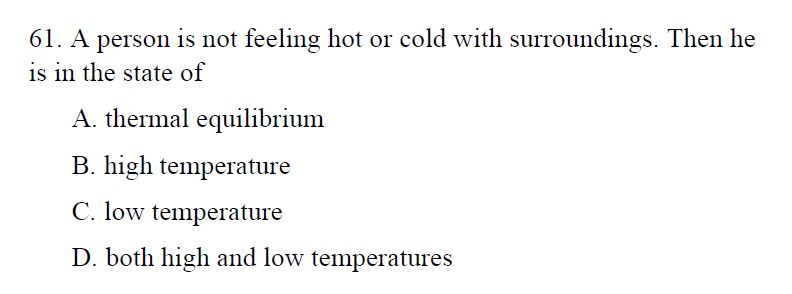 61. A person is not feeling hot or cold with surroundings. Then he
is in the state of
A. thermal equilibrium
B. high temperature
C. low temperature
D. both high and low temperatures